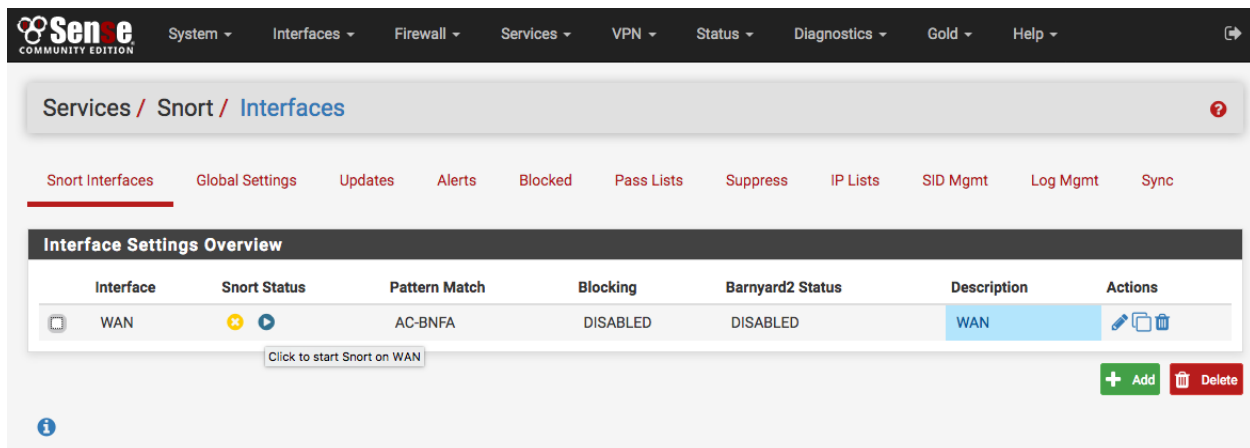 Sense
COMMUNITY EDITION
System Interfaces Firewall Services VPN Status Diagnostics Gold Help
Services / Snort / Interfaces
Snort Interfaces Global Settings Updates Alerts Blocked Pass Lists Suppress IP Lists SID Mgmt Log Mgmt Sync
Interface Settings Overview
Interface Snort Status Pattern Match Blocking Barnyard2 Status Description Actions
WAN AC-BNFA DISABLED DISABLED WAN
Click to start Snort on WAN
Add Delete